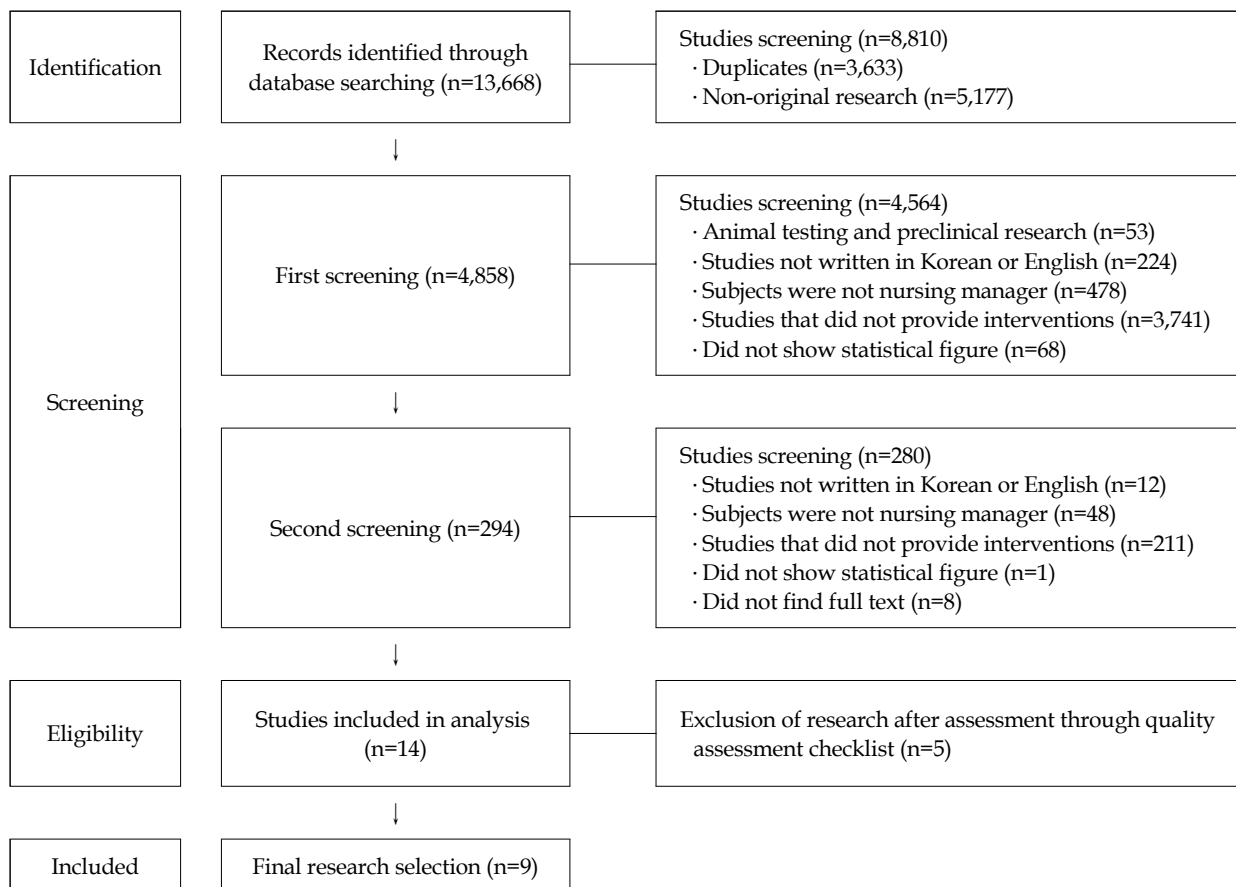 Identification
Records identified through
database searching (n=13,668)
Studies screening (n=8,810)
· Duplicates (n=3,633)
· Non-original research (n=5,177)
↓
Screening
First screening (n=4,858)
Studies screening (n=4,564)
· Animal testing and preclinical research (n=53)
· Studies not written in Korean or English (n=224)
· Subjects were not nursing manager (n=478)
· Studies that did not provide interventions (n=3,741)
· Did not show statistical figure (n=68)
↓
Second screening (n=294)
Studies screening (n=280)
· Studies not written in Korean or English (n=12)
· Subjects were not nursing manager (n=48)
· Studies that did not provide interventions (n=211)
· Did not show statistical figure (n=1)
· Did not find full text (n=8)
↓
Eligibility
Studies included in analysis
(n=14)
Exclusion of research after assessment through quality
assessment checklist (n=5)
↓
Included
Final research selection (n=9)